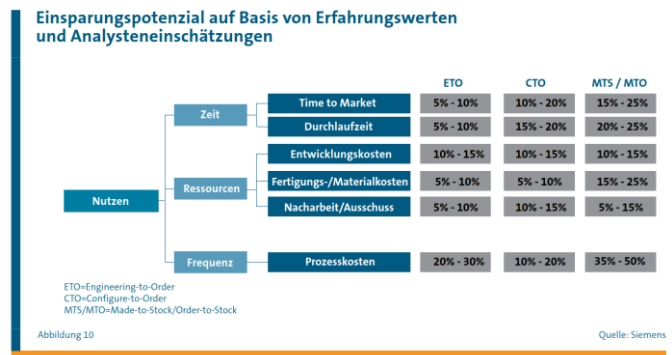 Einsparungspotenzial auf Basis von Erfahrungswerten
und Analysteneinschätzungen
ETO CTO MTS / MTO
Zeit
Time to Market 5% - 10% 10% - 20% 15% - 25%
Durchlaufzeit 5% - 10% 15% - 20% 20% - 25%
Nutzen
Ressourcen
Entwicklungskosten 10% - 15% 10% - 15% 10% - 15%
Fertigungs-/Materialkosten 5% - 10% 5% - 10% 15% - 25%
Nacharbeit/Ausschuss 5% - 10% 10% - 15% 5% - 15%
Frequenz Prozesskosten 20% - 30% 10% - 20% 35% - 50%
ETO=Engineering-to-Order
CTO=Configure-to-Order
MTS/MTO=Made-to-Stock/Order-to-Stock
Abbildung 10 Quelle: Siemens